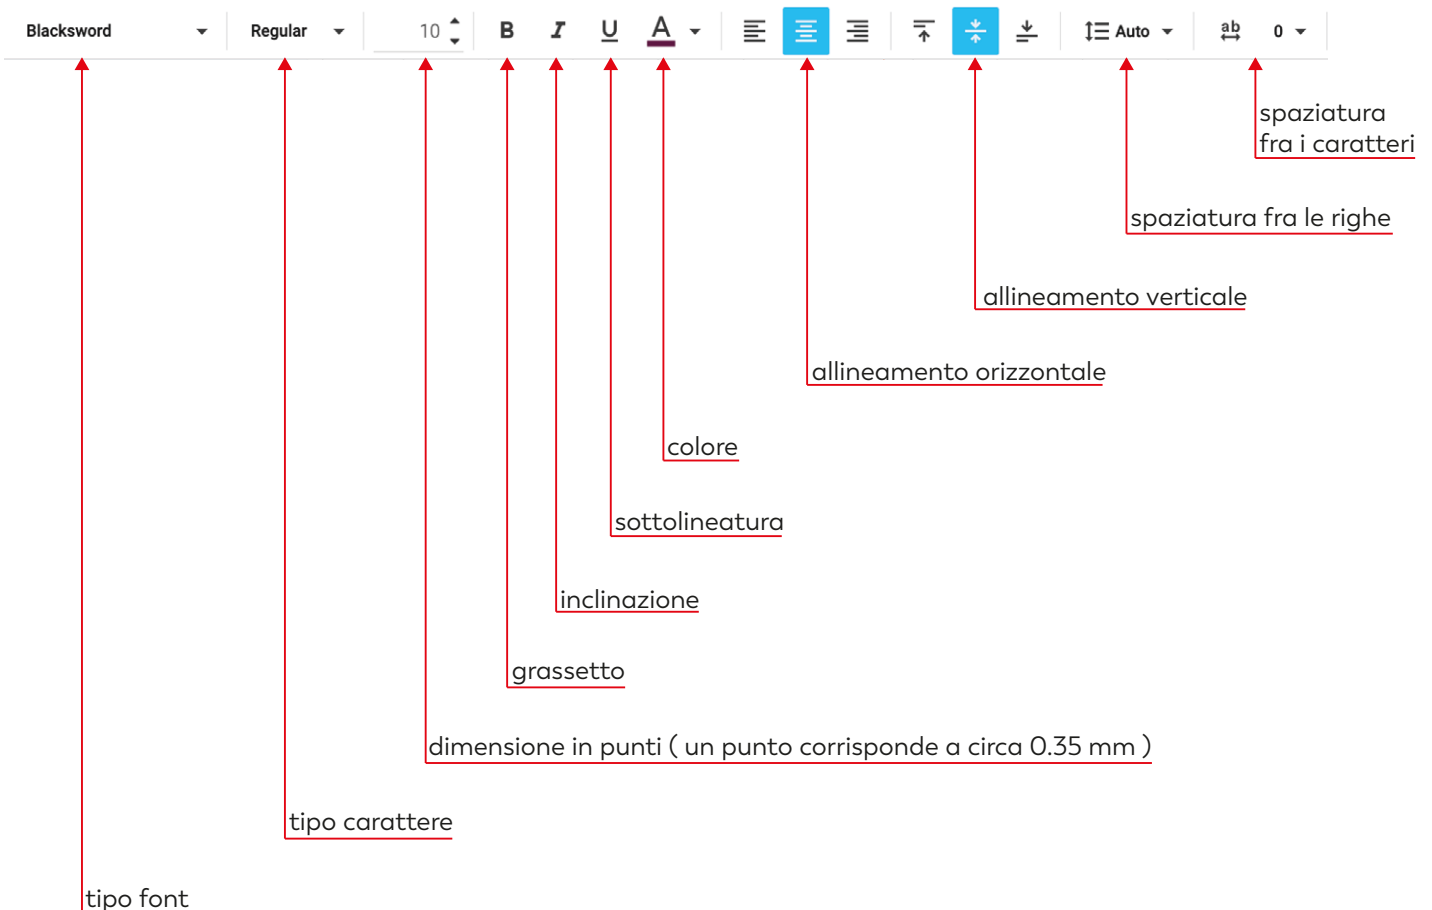 Blacksword Regular 10 B I U A Auto ab 0
spaziatura
fra i caratteri
spaziatura fra le righe
allineamento verticale
allineamento orizzontale
colore
sottolineatura
inclinazione
grassetto
dimensione in punti ( un punto corrisponde a circa 0.35 mm )
tipo carattere
tipo font